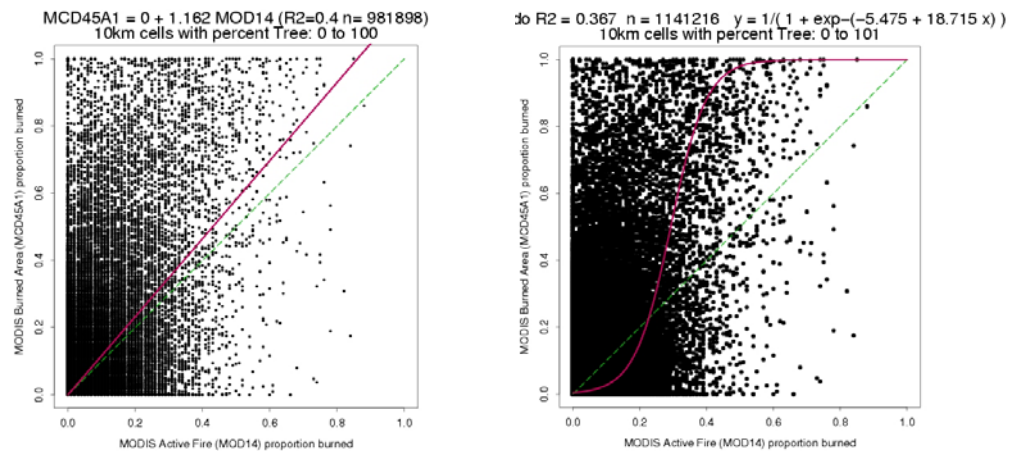 MCD45A1 = 0 + 1.162 MOD14 (R2=0.4 n= 981898)
10km cells with percent Tree: 0 to 100
MODIS Burned Area (MCD45A1) proportion burned
1.0
0.8
0.6
0.4
0.2
0.0
0.0 0.2 0.4 0.6 0.8 1.0
MODIS Active Fire (MOD14) proportion burned
do R2 = 0.367 n = 1141216 y = 1/( 1 + exp-(-5.475 + 18.715 x) )
10km cells with percent Tree: 0 to 101
MODIS Burned Area (MCD45A1) proportion burned
1.0
0.8
0.6
0.4
0.2
0.0
0.0 0.2 0.4 0.6 0.8 1.0
MODIS Active Fire (MOD14) proportion burned